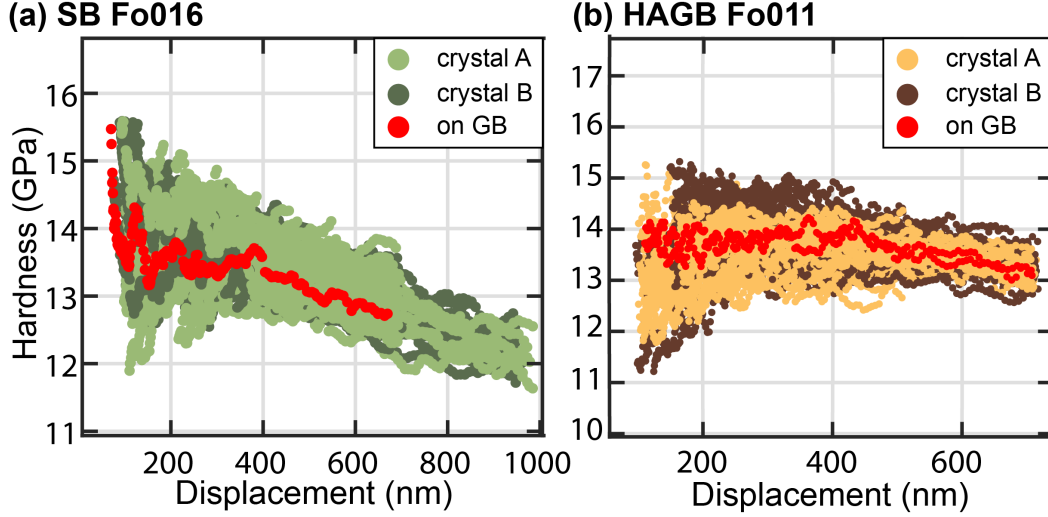 (a) SB Fo016
crystal A
crystal B
on GB
16
15
14
13
12
11
200
400
600
800
1000
Hardness (GPa)
Displacement (nm)
(b) HAGB Fo011
crystal A
crystal B
on GB
17
16
15
14
13
12
11
10
200
400
600
Displacement (nm)